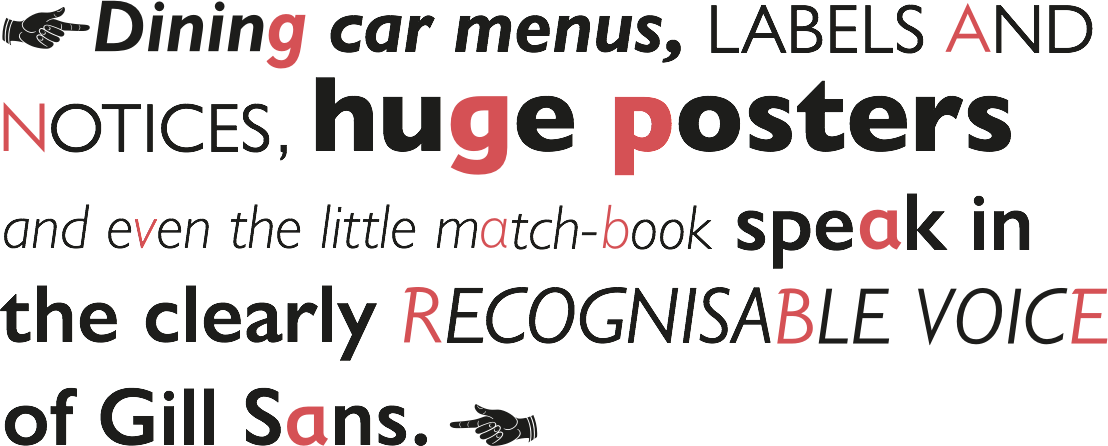 Dining car menus, LABELS AND
NOTICES, huge posters
and even the little match-book speak in
the clearly RECOGNISABLE VOICE
of Gill Sans.